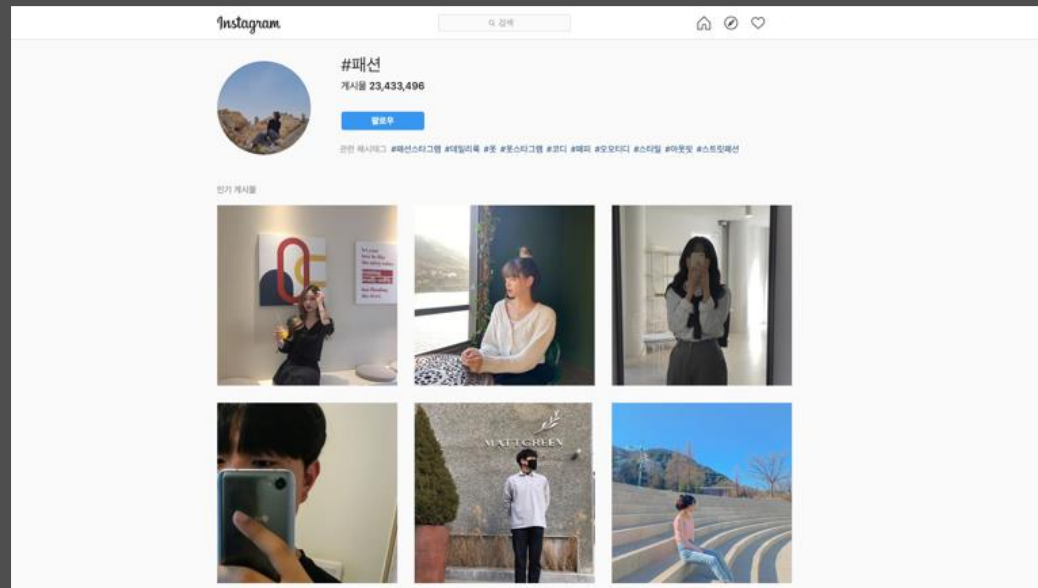 Instagram
검색
#패션
게시물 23,433,496
팔로우
관련 해시태그 #패션스타그램 #데일리룩 #옷 #옷스타그램 #코디 #패피 #오오티디 #스타일 #아웃핏 #스트릿패션
인기 게시물
MATTGREEN